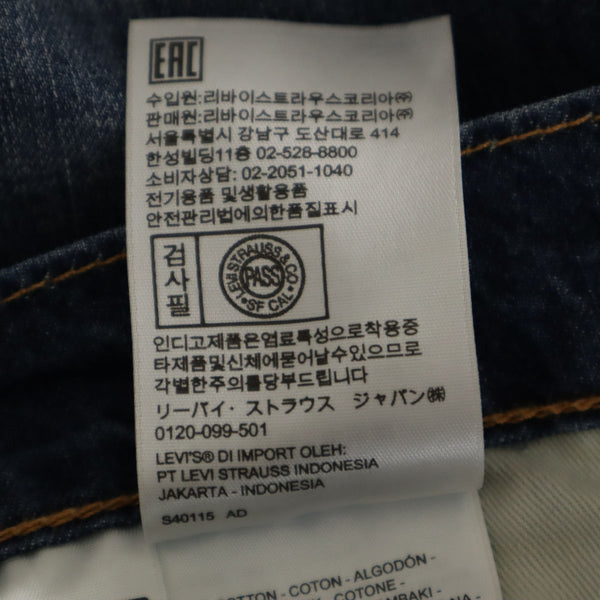 EAC
수입원:리바이스트라우스코리아㈜
판매원:리바이스트라우스코리아㈜
서울특별시 강남구 도산대로 414
한성빌딩11층 02-528-8800
소비자상담: 02-2051-1040
전기용품 및생활용품
안전관리법에의한품질표시
검사필
LEVI STRAUSS & CO
PASS
SF CAL
인디고제품은염료특성으로착용중
타제품및신체에묻어날수있으므로
각별한주의를당부드립니다
リーバイ・ストラウス ジャパン㈱
0120-099-501
LEVI'S® DI IMPORT OLEH:
PT LEVI STRAUSS INDONESIA
JAKARTA - INDONESIA
S40115 AD
COTTON - COTON - ALGODÓN -
COTONE -
BAMBAKI -